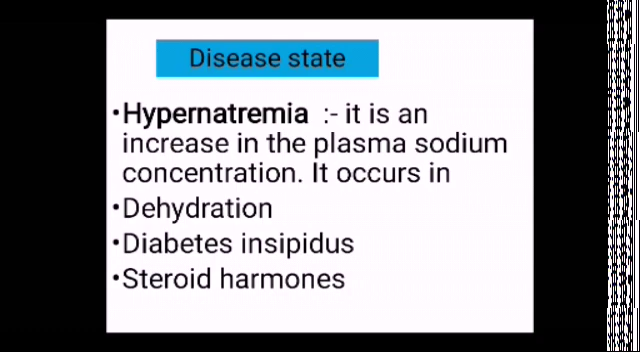 Disease state
•Hypernatremia :- it is an
increase in the plasma sodium
concentration. It occurs in
•Dehydration
•Diabetes insipidus
•Steroid harmones